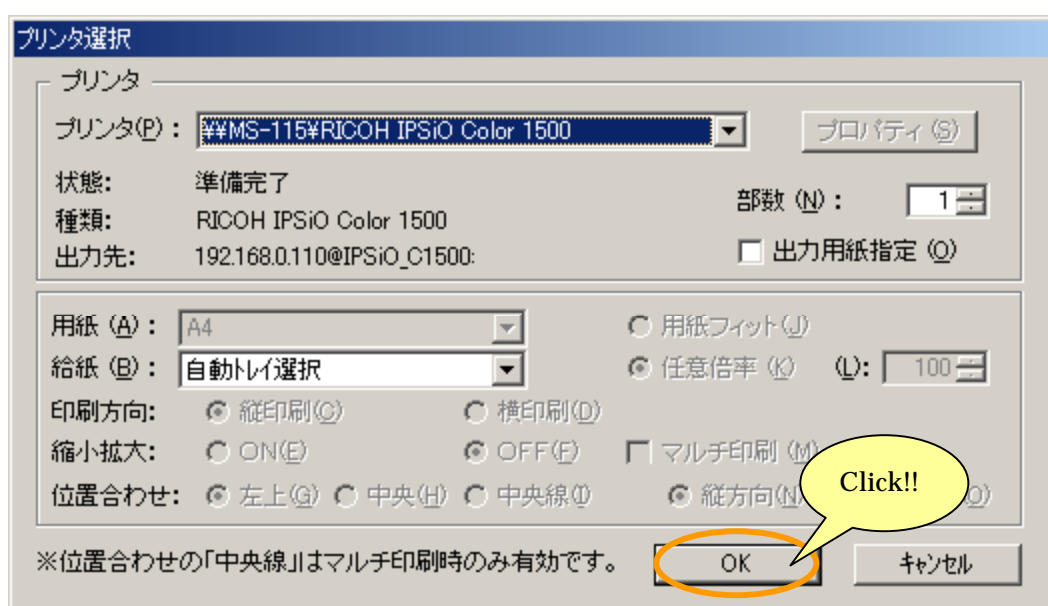 プリンタ選択
プリンタ
プリンタ(P)： ¥¥MS-115¥RICOH IPSiO Color 1500 プロパティ (S)
状態： 準備完了
部数 (N)： 1
種類： RICOH IPSiO Color 1500
出力先： 192.168.0.110@IPSiO_C1500:
出力用紙指定 (O)
用紙 (A)： A4 用紙フィット(J)
給紙 (B)： 自動トレイ選択 任意倍率 (K) (L): 100
印刷方向： 縦印刷(C) 横印刷(D)
縮小拡大： ON(E) OFF(F) マルチ印刷 (M)
位置合わせ： 左上(G) 中央(H) 中央線(I) 縦方向(N) O)
Click!!
※位置合わせの「中央線」はマルチ印刷時のみ有効です。 OK キャンセル